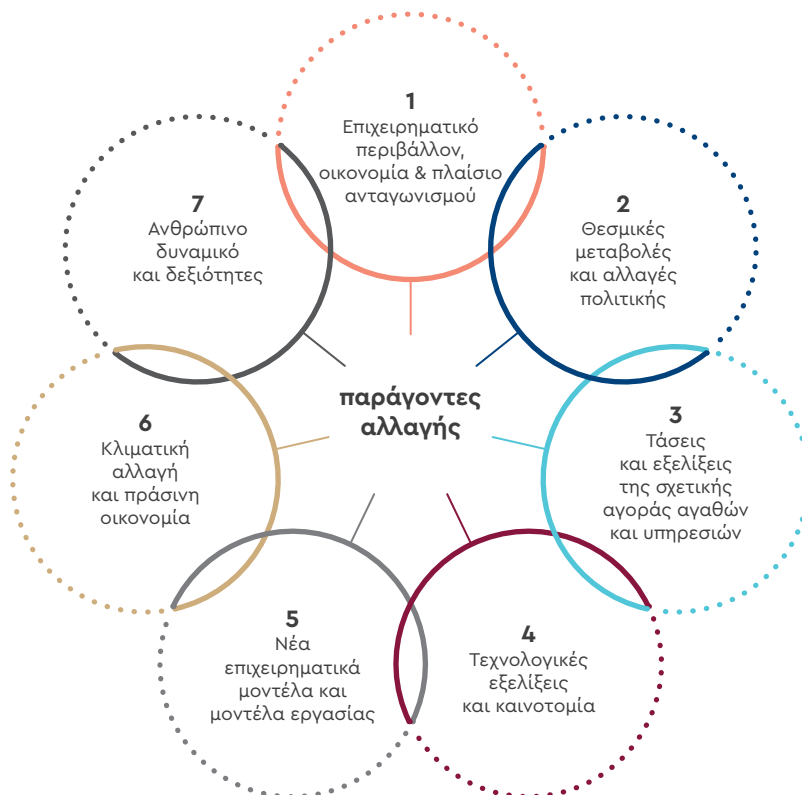 1
Επιχειρηματικό
περιβάλλον,
οικονομία & πλαίσιο
ανταγωνισμού
2
Θεσμικές
μεταβολές
και αλλαγές
πολιτικής
3
Τάσεις
και εξελίξεις
της σχετικής
αγοράς αγαθών
και υπηρεσιών
4
Τεχνολογικές
εξελίξεις
και καινοτομία
5
Νέα
επιχειρηματικά
μοντέλα και
μοντέλα εργασίας
6
Κλιματική
αλλαγή
και πράσινη
οικονομία
7
Ανθρώπινο
δυναμικό
και δεξιότητες
παράγοντες
αλλαγής